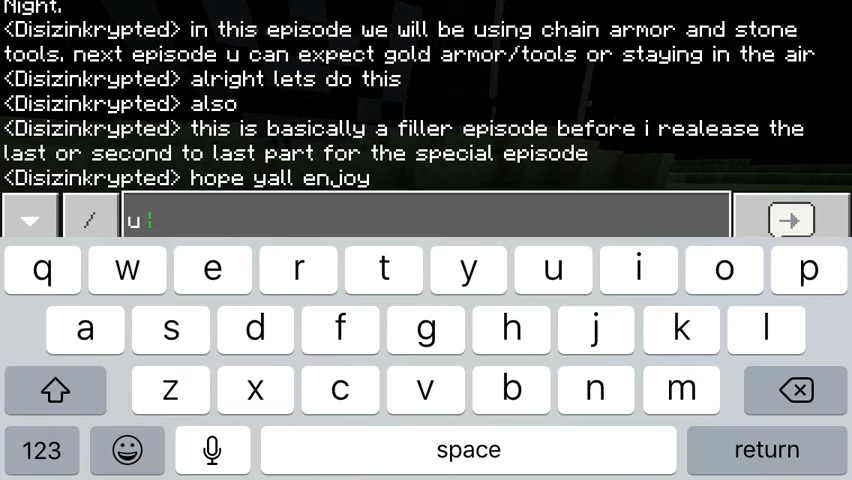 Night.
<Disizinkrypted> in this episode we will be using chain armor and stone
tools. next episode u can expect gold armor/tools or staying in the air
<Disizinkrypted> alright lets do this
<Disizinkrypted> also
<Disizinkrypted> this is basically a filler episode before i realease the
last or second to last part for the special episode
<Disizinkrypted> hope yall enjoy
/ u
q w e r t y u i o p
a s d f g h j k l
z x c v b n m
123 space return